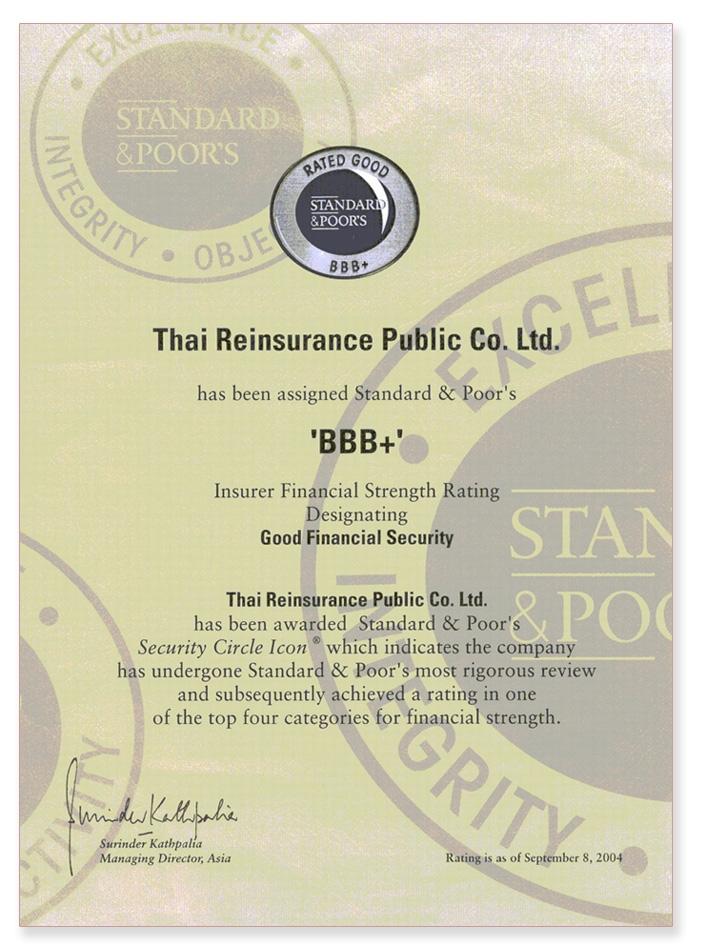 EXCELLENCE
STANDARD
&POOR'S
INTEGRITY • OBJE
RATED GOOD
STANDARD
&POOR'S
BBB+
EXCELL
Thai Reinsurance Public Co. Ltd.
has been assigned Standard & Poor's
'BBB+'
Insurer Financial Strength Rating
Designating
Good Financial Security
STAN
&POO
Thai Reinsurance Public Co. Ltd.
has been awarded Standard & Poor's
Security Circle Icon ® which indicates the company
has undergone Standard & Poor's most rigorous review
and subsequently achieved a rating in one
of the top four categories for financial strength.
INTEGRITY
CTIVITY
Surinder Kathpalia
Surinder Kathpalia
Managing Director, Asia
Rating is as of September 8, 2004